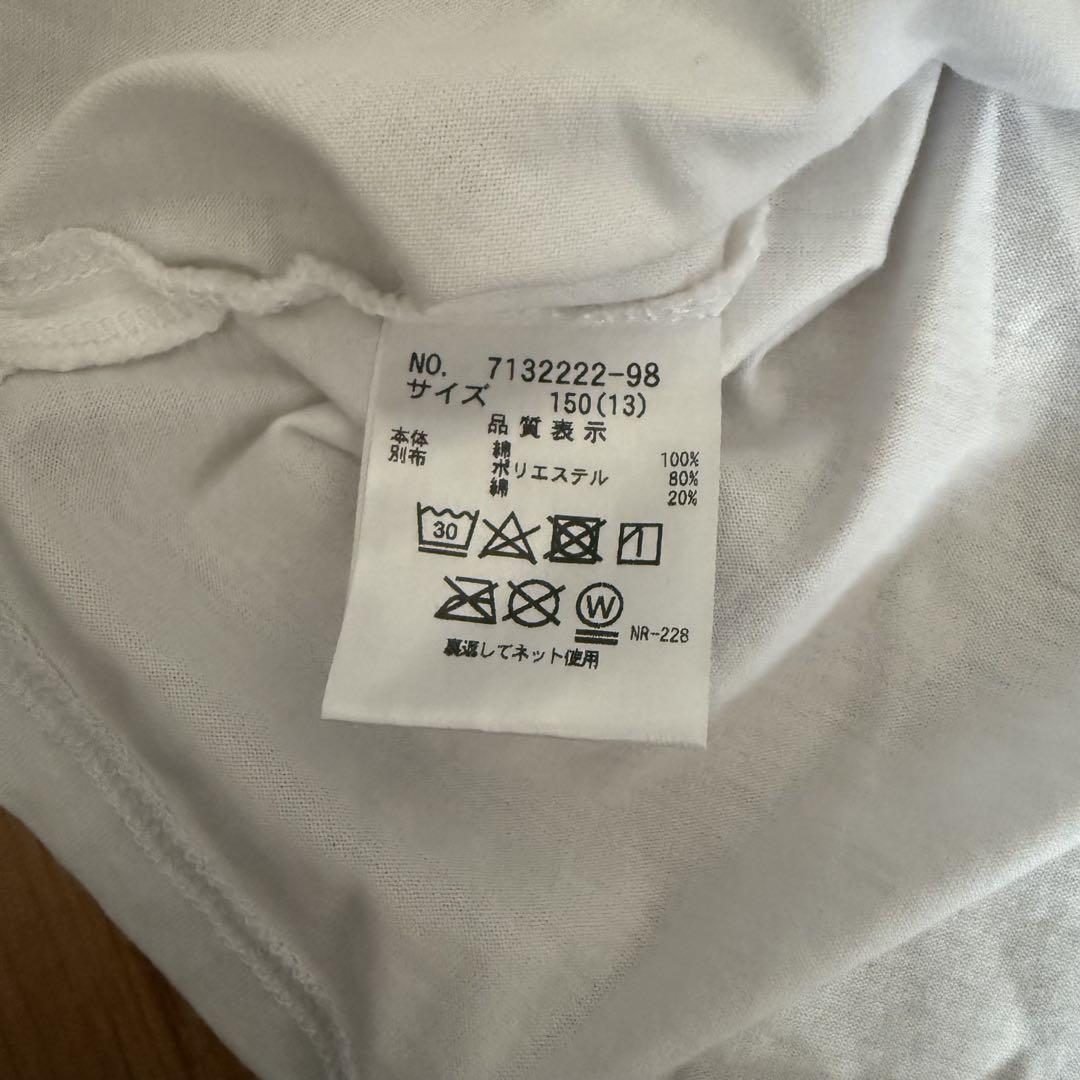 NO. 7132222-98
サイズ 150(13)
品質表示
本体 綿 100%
別布 ポリエステル 80%
綿 20%
30
W NR-228
裏返してネット使用